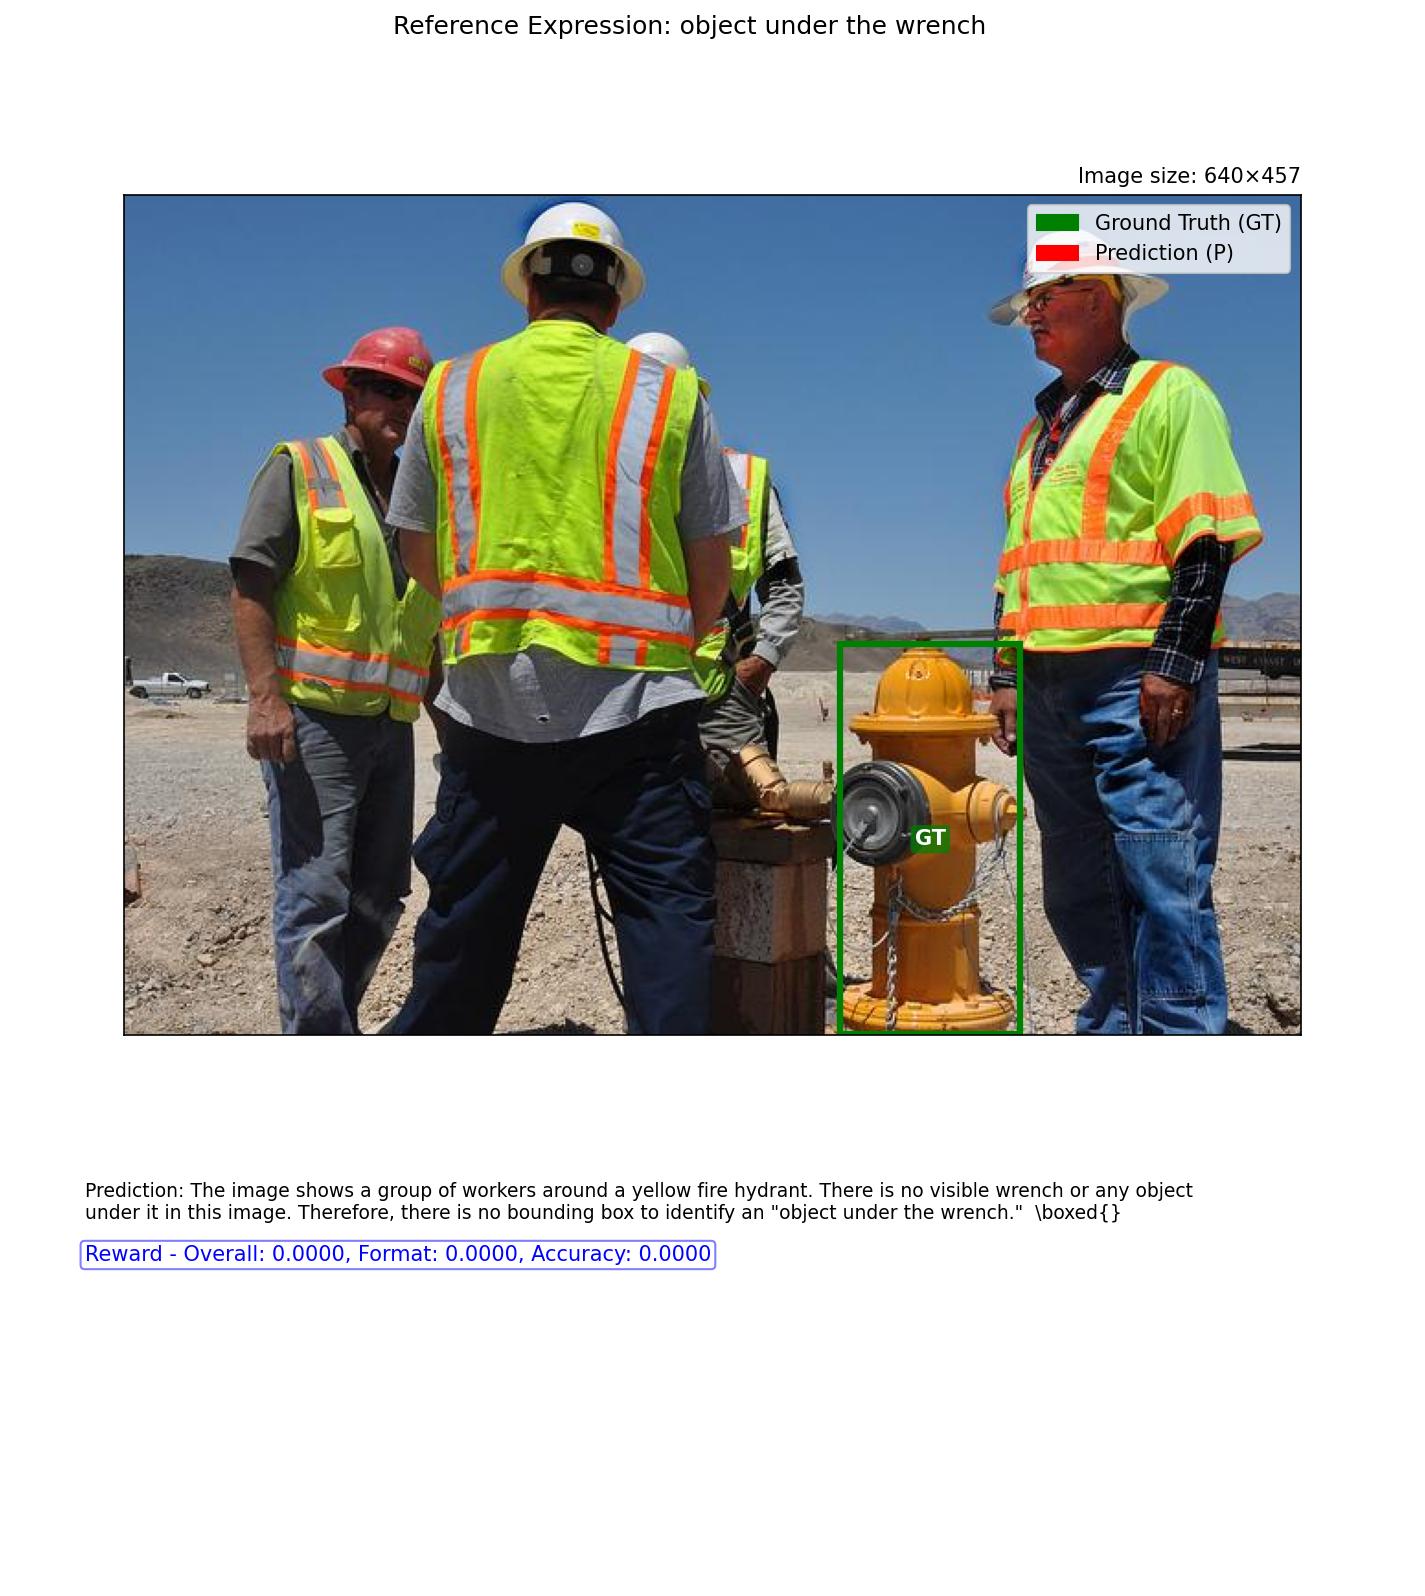 Reference Expression: object under the wrench
Image size: 640×457
Ground Truth (GT)
Prediction (P)
GT
Prediction: The image shows a group of workers around a yellow fire hydrant. There is no visible wrench or any object
under it in this image. Therefore, there is no bounding box to identify an "object under the wrench."  \boxed{}
Reward - Overall: 0.0000, Format: 0.0000, Accuracy: 0.0000